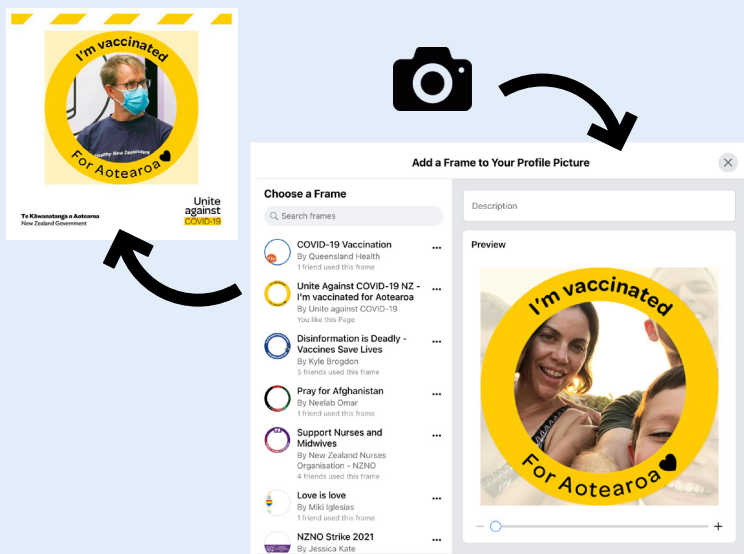 I'm vaccinated
Healthy New Zealanders
For Aotearoa
Te Kāwanatanga o Aotearoa
New Zealand Government
Unite
against
COVID-19
Add a Frame to Your Profile Picture
Choose a Frame
Search frames
COVID-19 Vaccination
By Queensland Health
1 friend used this frame
Unite Against COVID-19 NZ -
I'm vaccinated for Aotearoa
By Unite against COVID-19
You like this Page
Disinformation is Deadly -
Vaccines Save Lives
By Kyle Brogdon
5 friends used this frame
Pray for Afghanistan
By Neelab Omar
1 friend used this frame
Support Nurses and
Midwives
By New Zealand Nurses
Organisation - NZNO
4 friends used this frame
Love is love
By Miki Iglesias
1 friend used this frame
NZNO Strike 2021
By Jessica Kate
Description
Preview
I'm vaccinated
For Aotearoa